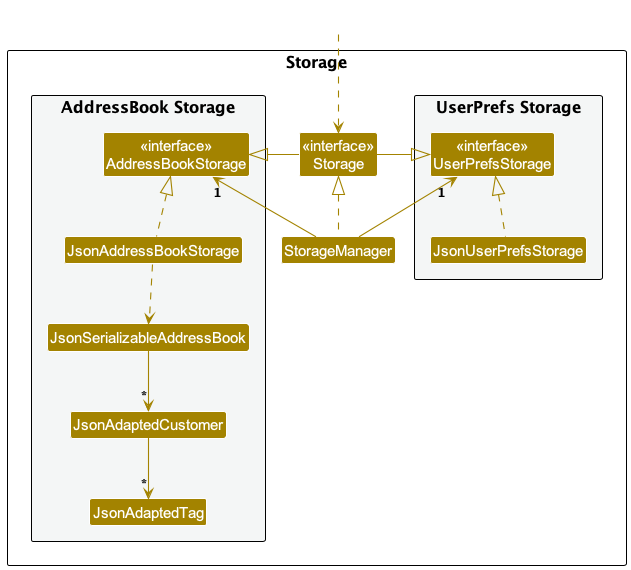 Storage
AddressBook Storage
UserPrefs Storage
«interface»
AddressBookStorage
«interface»
Storage
«interface»
UserPrefsStorage
1
1
JsonAddressBookStorage
StorageManager
JsonUserPrefsStorage
JsonSerializableAddressBook
*
JsonAdaptedCustomer
*
JsonAdaptedTag